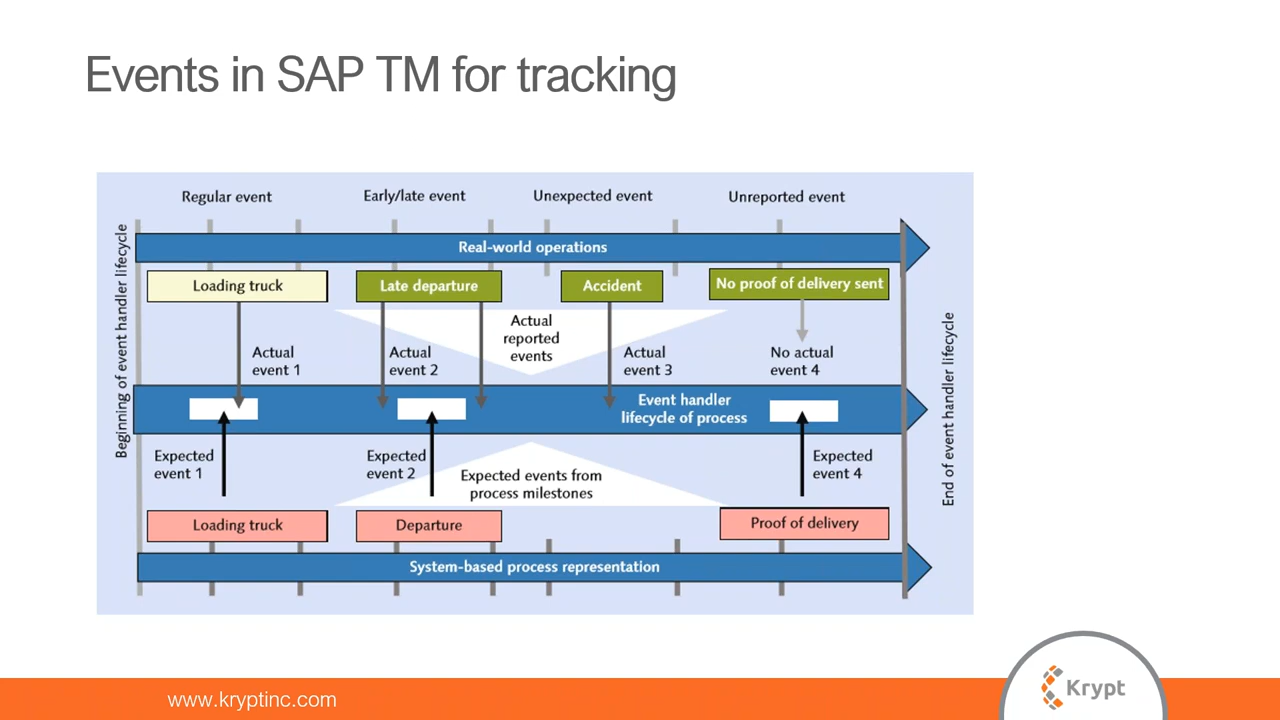 Events in SAP TM for tracking
Regular event
Early/late event
Unexpected event
Unreported event
Beginning of event handler lifecycle
Real-world operations
Loading truck
Late departure
Accident
No proof of delivery sent
Actual
reported
events
Actual
event 1
Actual
event 2
Actual
event 3
No actual
event 4
Event handler
lifecycle of process
End of event handler lifecycle
Expected
event 1
Expected
event 2
Expected events from
process milestones
Expected
event 4
Loading truck
Departure
Proof of delivery
System-based process representation
www.kryptinc.com
Krypt